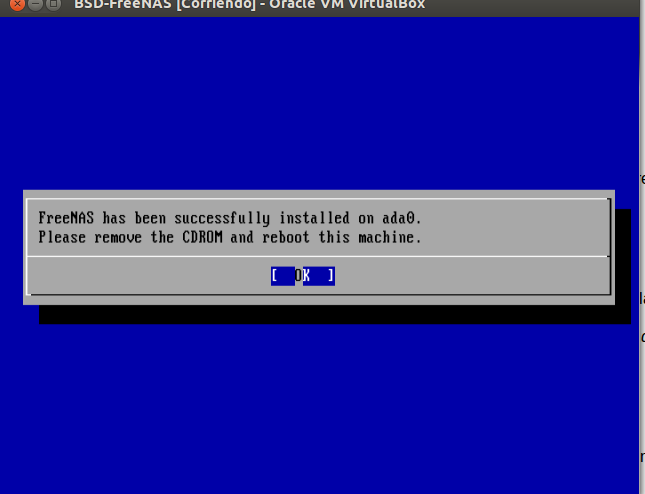 BSD-FreeNAS [Corriendo] - Oracle VM VirtualBox
FreeNAS has been successfully installed on ada0.
Please remove the CDROM and reboot this machine.
[ OK ]